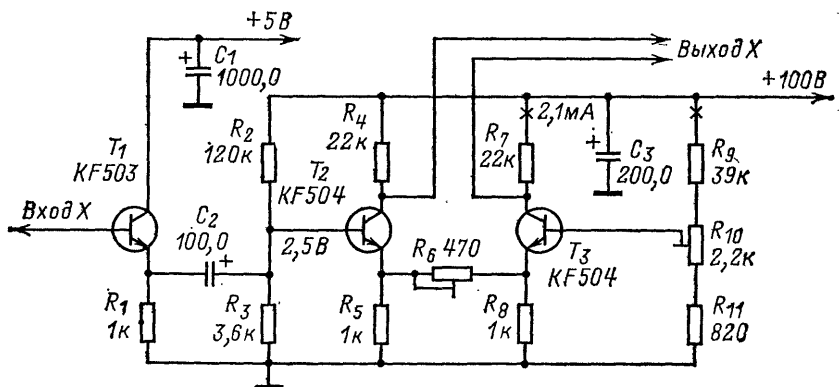 +5В
C1
1000,0
Выход X
+100В
R4
22к
2,1мА
R7
22к
R2
120к
T1
KF503
T2
KF504
C3
200,0
R9
39к
Вход X
C2
100,0
2,5В
R6 470
T3
KF504
R10
2,2к
R1
1к
R3
3,6к
R5
1к
R8
1к
R11
820